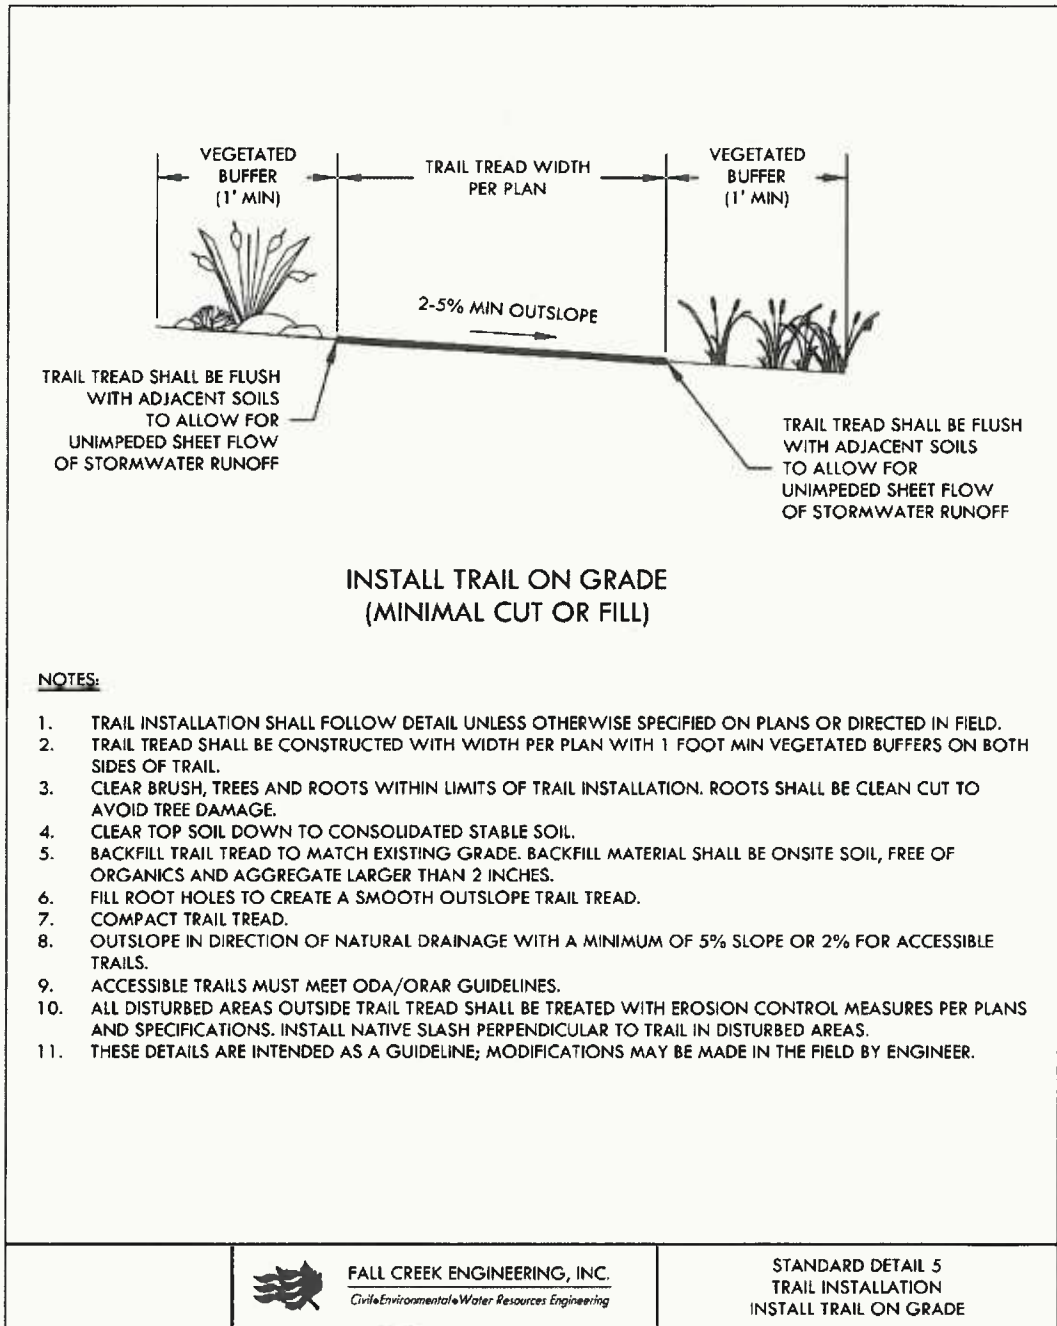 VEGETATED
BUFFER
(1' MIN)
TRAIL TREAD WIDTH
PER PLAN
VEGETATED
BUFFER
(1' MIN)
2-5% MIN OUTSLOPE
TRAIL TREAD SHALL BE FLUSH
WITH ADJACENT SOILS
TO ALLOW FOR
UNIMPEDED SHEET FLOW
OF STORMWATER RUNOFF
TRAIL TREAD SHALL BE FLUSH
WITH ADJACENT SOILS
TO ALLOW FOR
UNIMPEDED SHEET FLOW
OF STORMWATER RUNOFF
INSTALL TRAIL ON GRADE
(MINIMAL CUT OR FILL)
NOTES:
1. TRAIL INSTALLATION SHALL FOLLOW DETAIL UNLESS OTHERWISE SPECIFIED ON PLANS OR DIRECTED IN FIELD.
2. TRAIL TREAD SHALL BE CONSTRUCTED WITH WIDTH PER PLAN WITH 1 FOOT MIN VEGETATED BUFFERS ON BOTH
SIDES OF TRAIL.
3. CLEAR BRUSH, TREES AND ROOTS WITHIN LIMITS OF TRAIL INSTALLATION. ROOTS SHALL BE CLEAN CUT TO
AVOID TREE DAMAGE.
4. CLEAR TOP SOIL DOWN TO CONSOLIDATED STABLE SOIL.
5. BACKFILL TRAIL TREAD TO MATCH EXISTING GRADE. BACKFILL MATERIAL SHALL BE ONSITE SOIL, FREE OF
ORGANICS AND AGGREGATE LARGER THAN 2 INCHES.
6. FILL ROOT HOLES TO CREATE A SMOOTH OUTSLOPE TRAIL TREAD.
7. COMPACT TRAIL TREAD.
8. OUTSLOPE IN DIRECTION OF NATURAL DRAINAGE WITH A MINIMUM OF 5% SLOPE OR 2% FOR ACCESSIBLE
TRAILS.
9. ACCESSIBLE TRAILS MUST MEET ODA/ORAR GUIDELINES.
10. ALL DISTURBED AREAS OUTSIDE TRAIL TREAD SHALL BE TREATED WITH EROSION CONTROL MEASURES PER PLANS
AND SPECIFICATIONS. INSTALL NATIVE SLASH PERPENDICULAR TO TRAIL IN DISTURBED AREAS.
11. THESE DETAILS ARE INTENDED AS A GUIDELINE; MODIFICATIONS MAY BE MADE IN THE FIELD BY ENGINEER.
FALL CREEK ENGINEERING, INC.
Civil•Environmental•Water Resources Engineering
STANDARD DETAIL 5
TRAIL INSTALLATION
INSTALL TRAIL ON GRADE